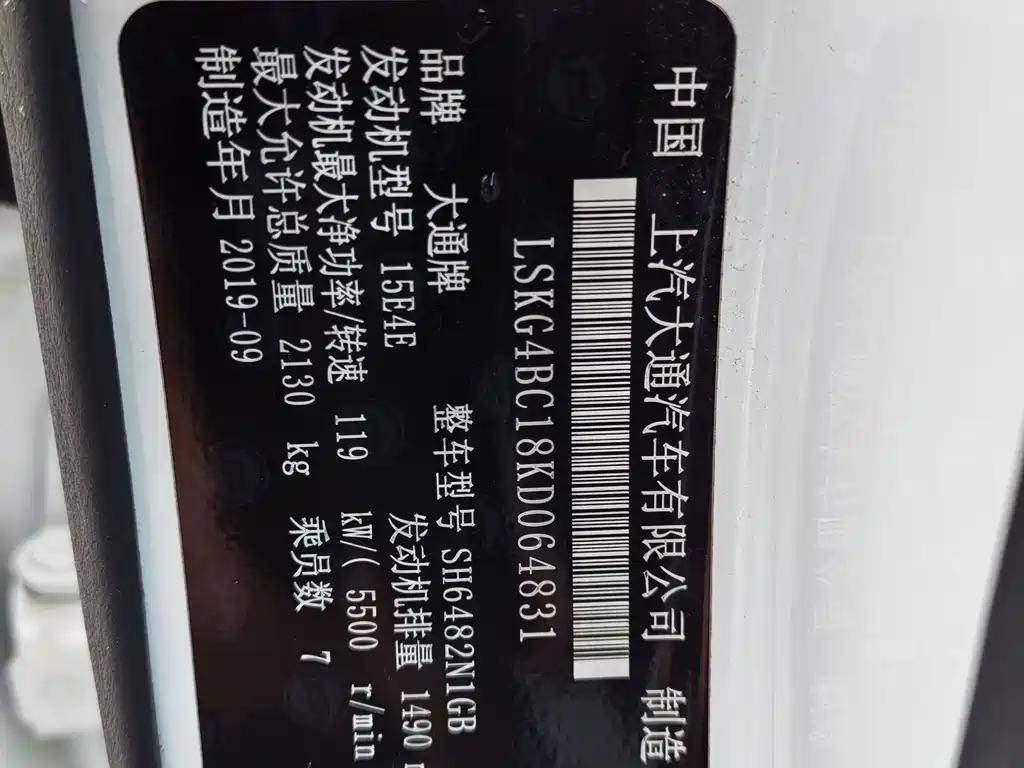 中国 上汽大通汽车有限公司 制造
LSKG4BC18KD064831
品牌 大通牌 整车型号 SH6482N1GB
发动机型号 15E4E 发动机排量 1490
发动机最大净功率/转速 119 kW/( 5500 r/min
最大允许总质量 2130 kg 乘员数 7
制造年月 2019-09